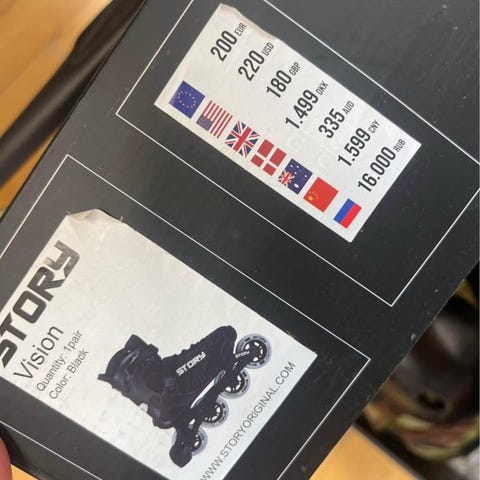 200 EUR
220 USD
180 GBP
1.499 DKK
335 AUD
1.599 CNY
16.000 RUB
STORY
Vision
Quantity: 1pair
Color: Black
STORY
STORY
WWW.STORYORIGINAL.COM